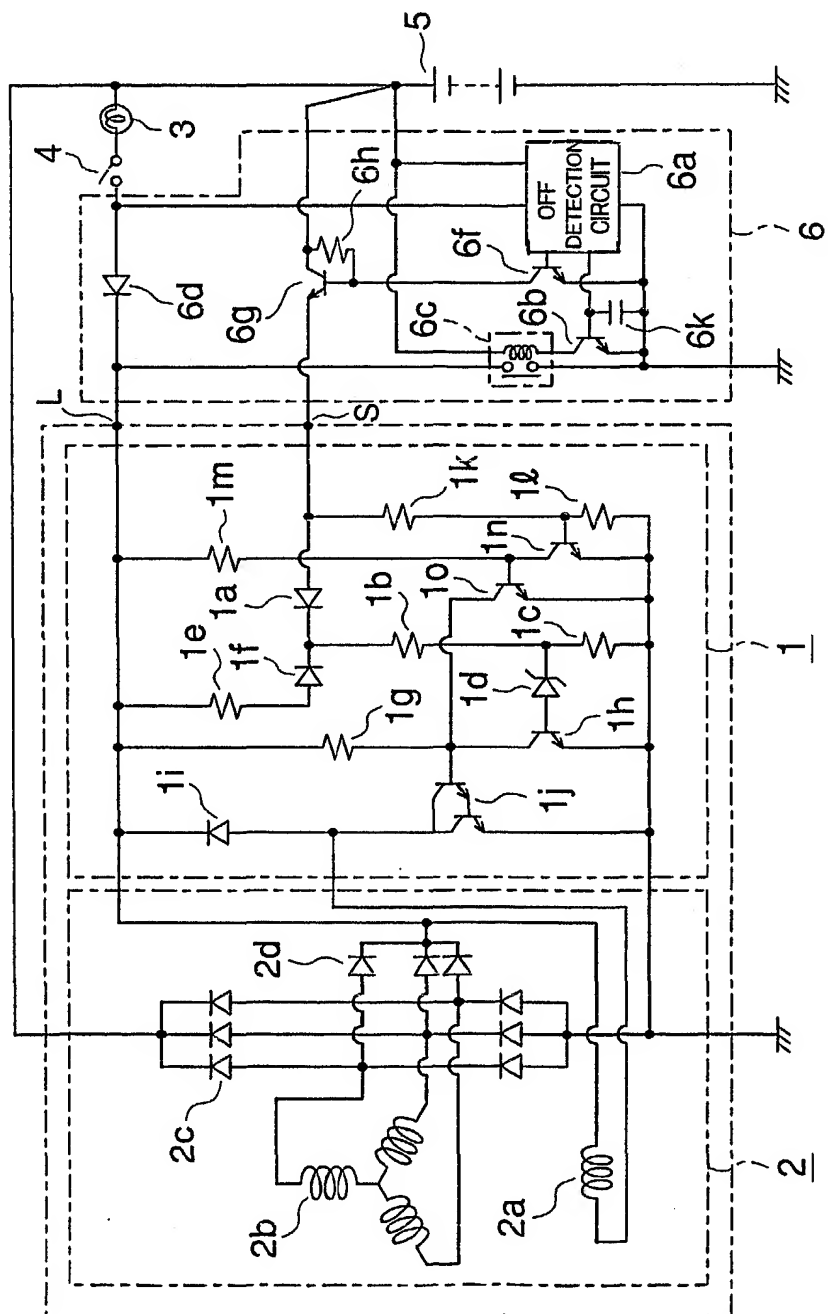 5
3
4
6h
OFF
DETECTION
CIRCUIT
6a
6
6d
6g
6f
6c
6b
6k
L
S
1m
1k
1ℓ
1a
1n
1o
1e
1f
1b
1c
1
1g
1d
1h
1i
1j
2d
2c
2b
2a
2